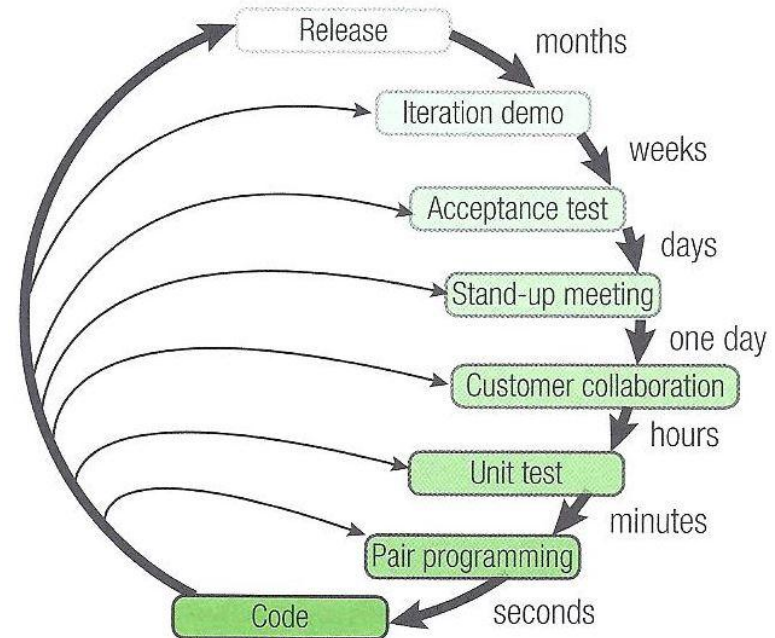 Release
months
Iteration demo
weeks
Acceptance test
days
Stand-up meeting
one day
Customer collaboration
hours
Unit test
minutes
Pair programming
seconds
Code